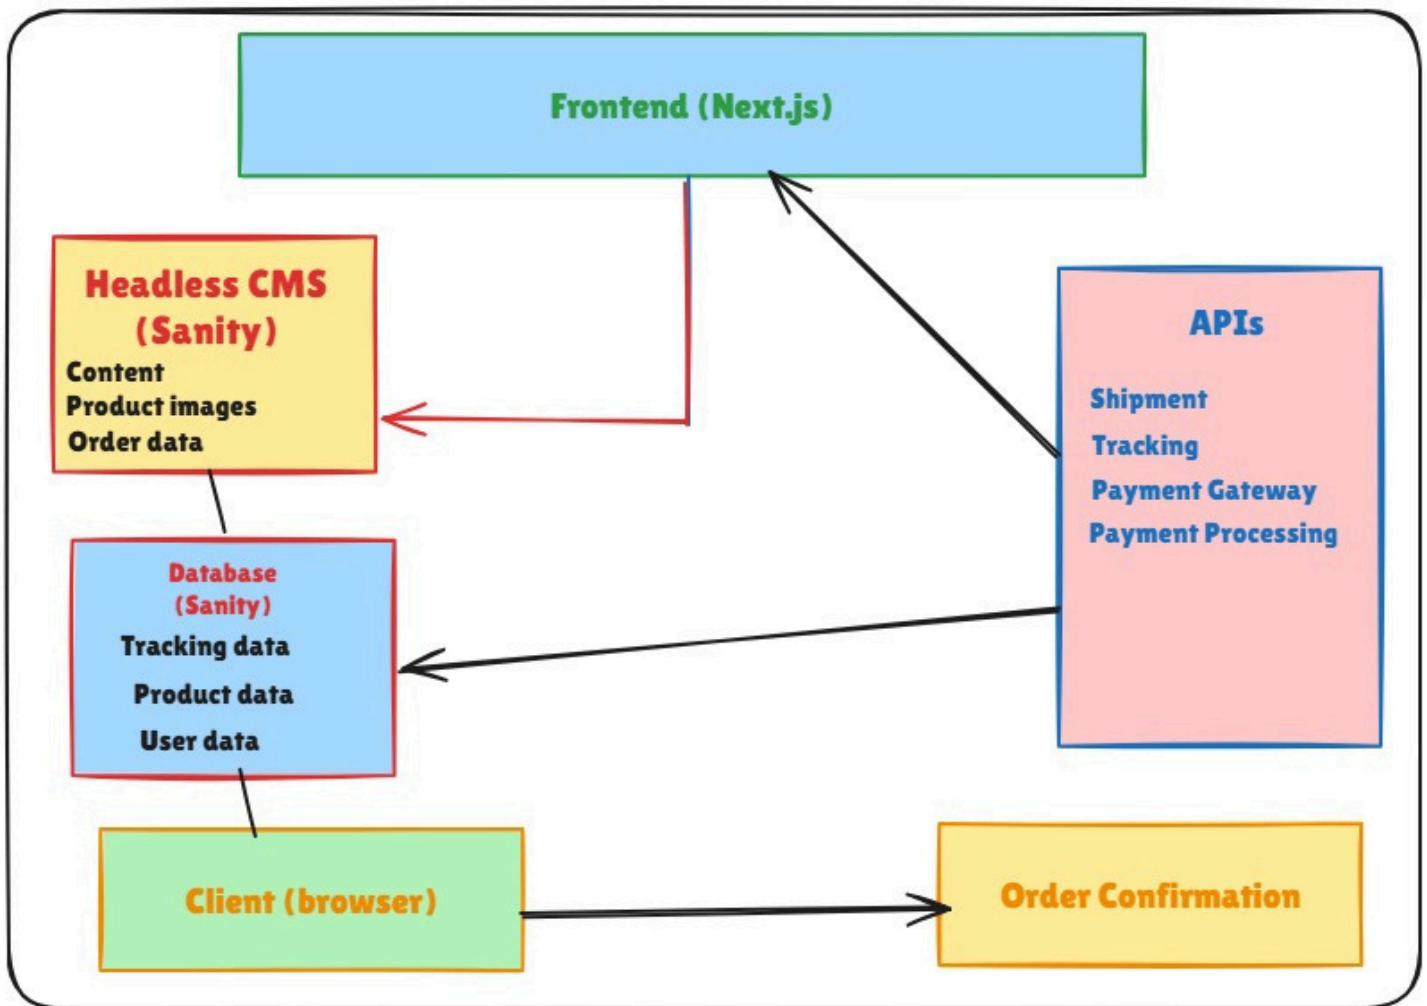 Frontend (Next.js)
Headless CMS
(Sanity)
Content
Product images
Order data
APIs
Shipment
Tracking
Payment Gateway
Payment Processing
Database
(Sanity)
Tracking data
Product data
User data
Client (browser)
Order Confirmation